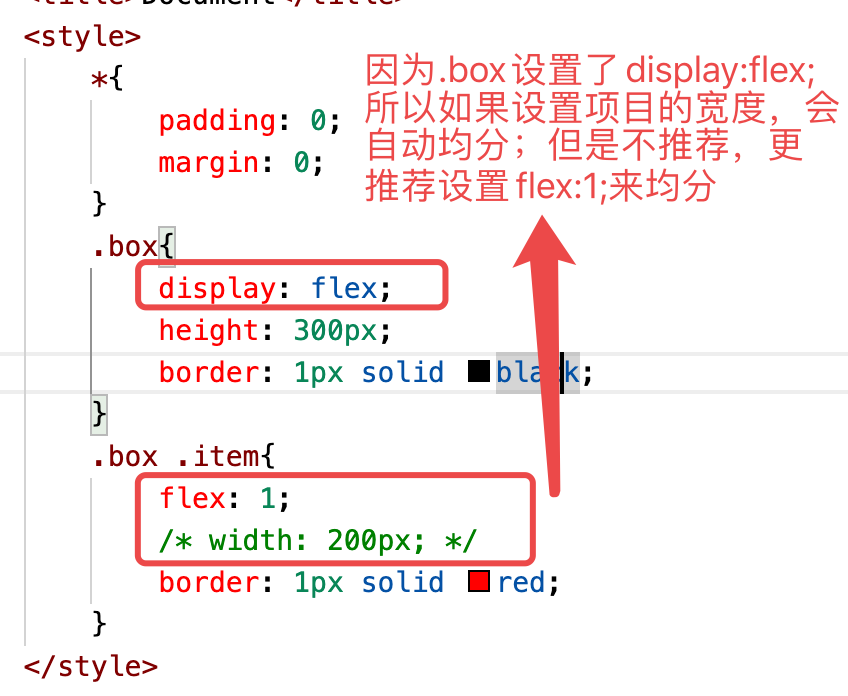 <title>Document</title>
<style>
*{
padding: 0;
margin: 0;
}
.box{
display: flex;
height: 300px;
border: 1px solid black;
}
.box .item{
flex: 1;
/* width: 200px; */
border: 1px solid red;
}
</style>
因为.box设置了display:flex;
所以如果设置项目的宽度，会
自动均分；但是不推荐，更
推荐设置flex:1;来均分